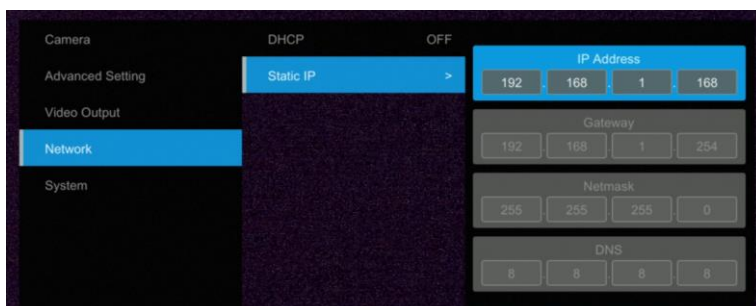 Camera
Advanced Setting
Video Output
Network
System
DHCP OFF
Static IP >
IP Address
192 . 168 . 1 . 168
Gateway
192 . 168 . 1 . 254
Netmask
255 . 255 . 255 . 0
DNS
8 . 8 . 8 . 8